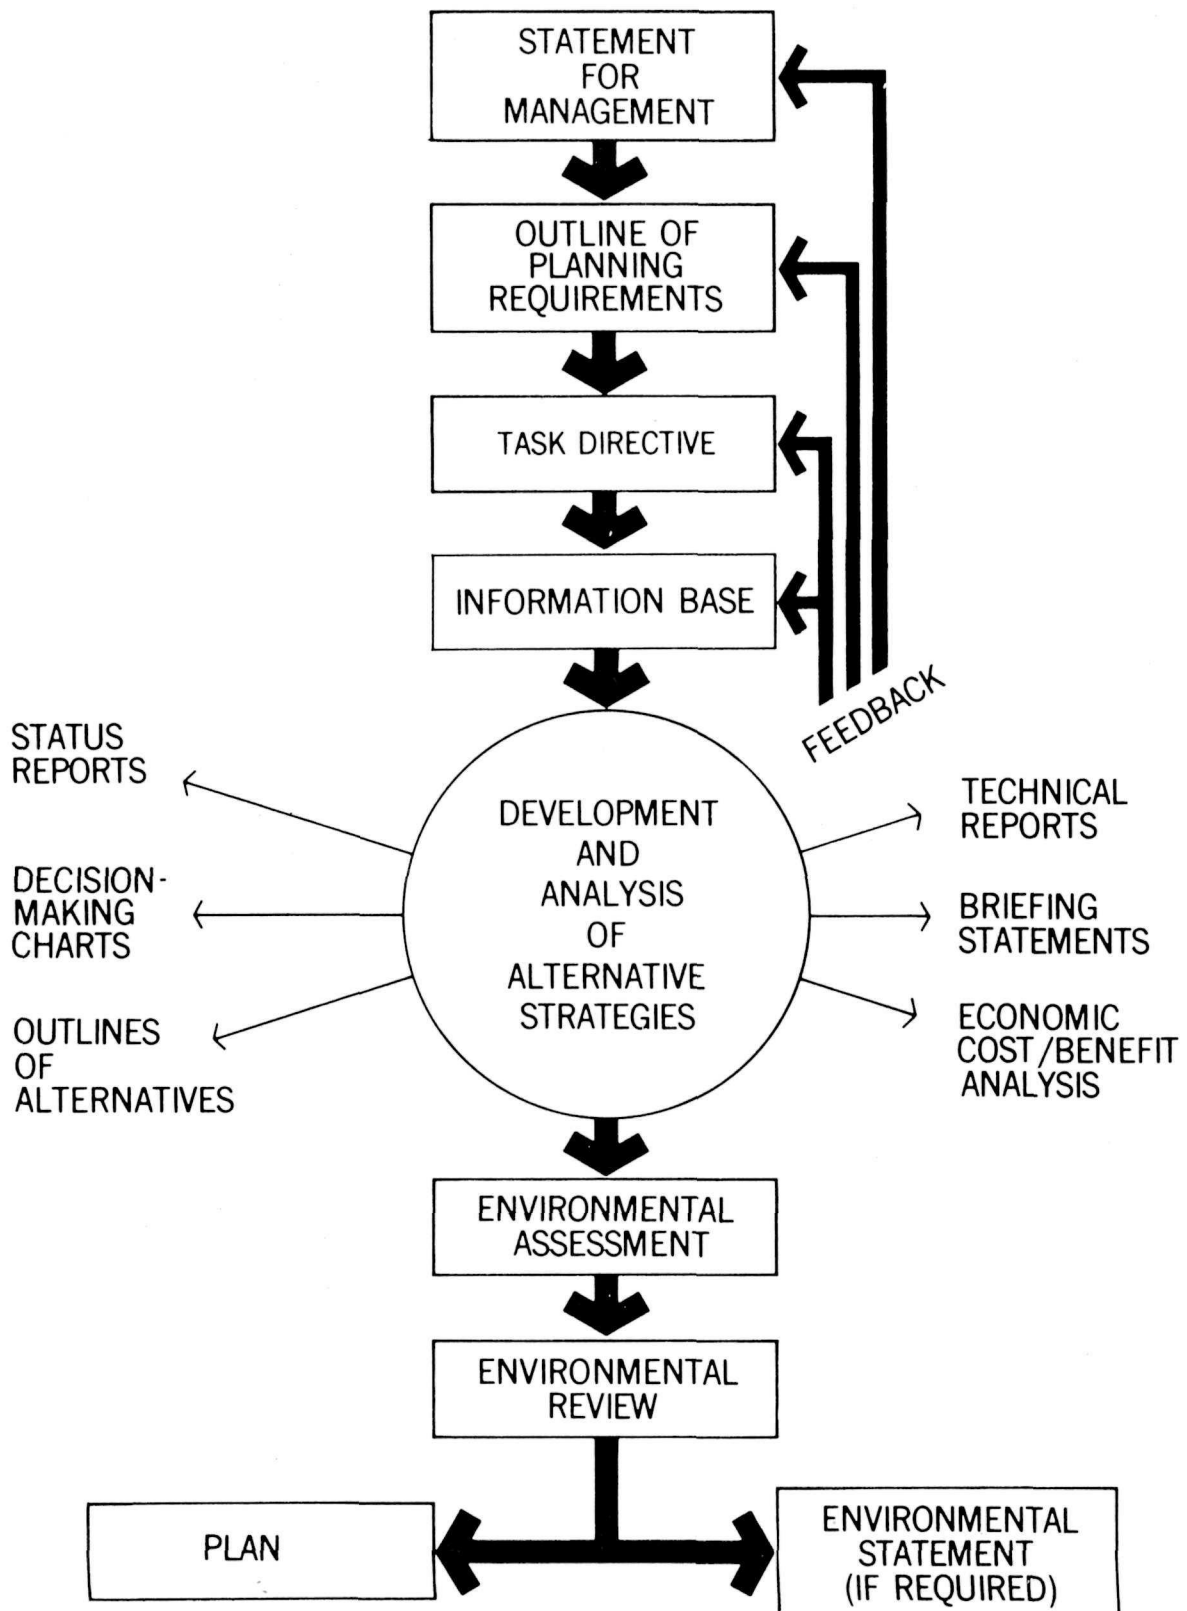 STATEMENT
FOR
MANAGEMENT
OUTLINE OF
PLANNING
REQUIREMENTS
TASK DIRECTIVE
INFORMATION BASE
FEEDBACK
STATUS
REPORTS
DECISION-
MAKING
CHARTS
OUTLINES
OF
ALTERNATIVES
DEVELOPMENT
AND
ANALYSIS
OF
ALTERNATIVE
STRATEGIES
TECHNICAL
REPORTS
BRIEFING
STATEMENTS
ECONOMIC
COST/BENEFIT
ANALYSIS
ENVIRONMENTAL
ASSESSMENT
ENVIRONMENTAL
REVIEW
PLAN
ENVIRONMENTAL
STATEMENT
(IF REQUIRED)